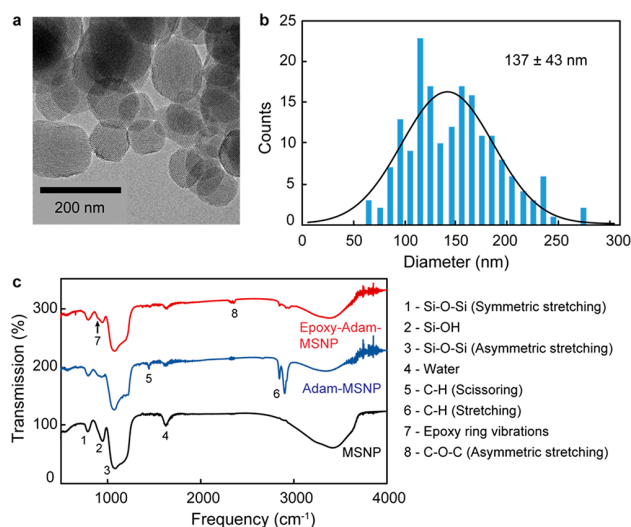 a
200 nm
b
25
20
15
10
5
0
Counts
137 ± 43 nm
0
50
100
150
200
250
300
Diameter (nm)
c
300
200
100
0
Transmission (%)
8
7
Epoxy-Adam-
MSNP
5
6
Adam-MSNP
1
2
3
4
MSNP
1000
2000
3000
4000
Frequency (cm⁻¹)
1 - Si-O-Si (Symmetric stretching)
2 - Si-OH
3 - Si-O-Si (Asymmetric stretching)
4 - Water
5 - C-H (Scissoring)
6 - C-H (Stretching)
7 - Epoxy ring vibrations
8 - C-O-C (Asymmetric stretching)